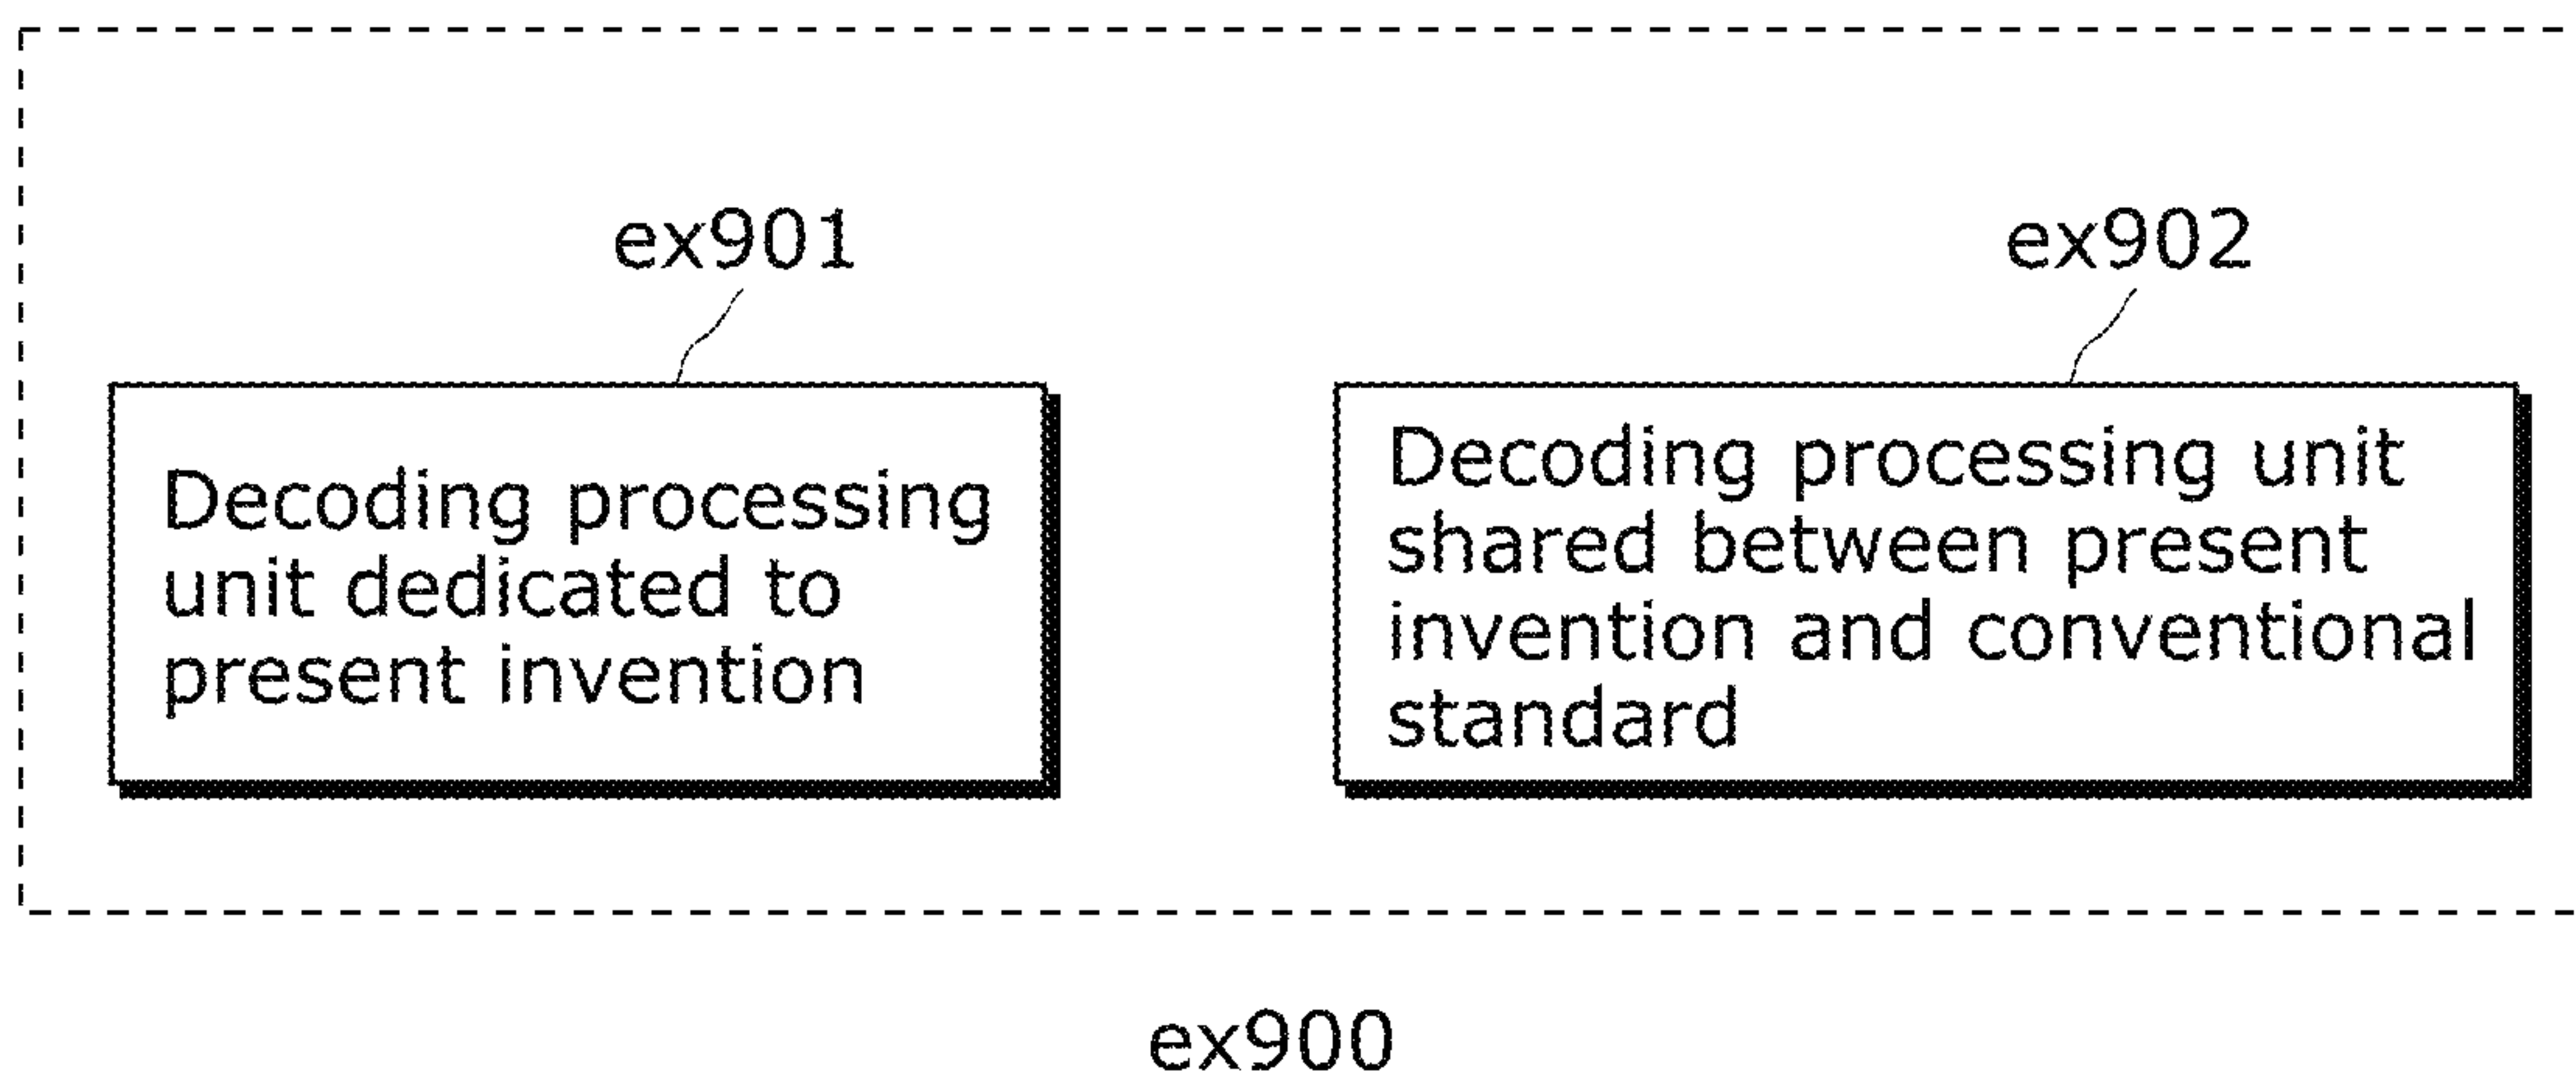 ex901
ex902
Decoding processing
unit dedicated to
present invention
Decoding processing unit
shared between present
invention and conventional
standard
ex900